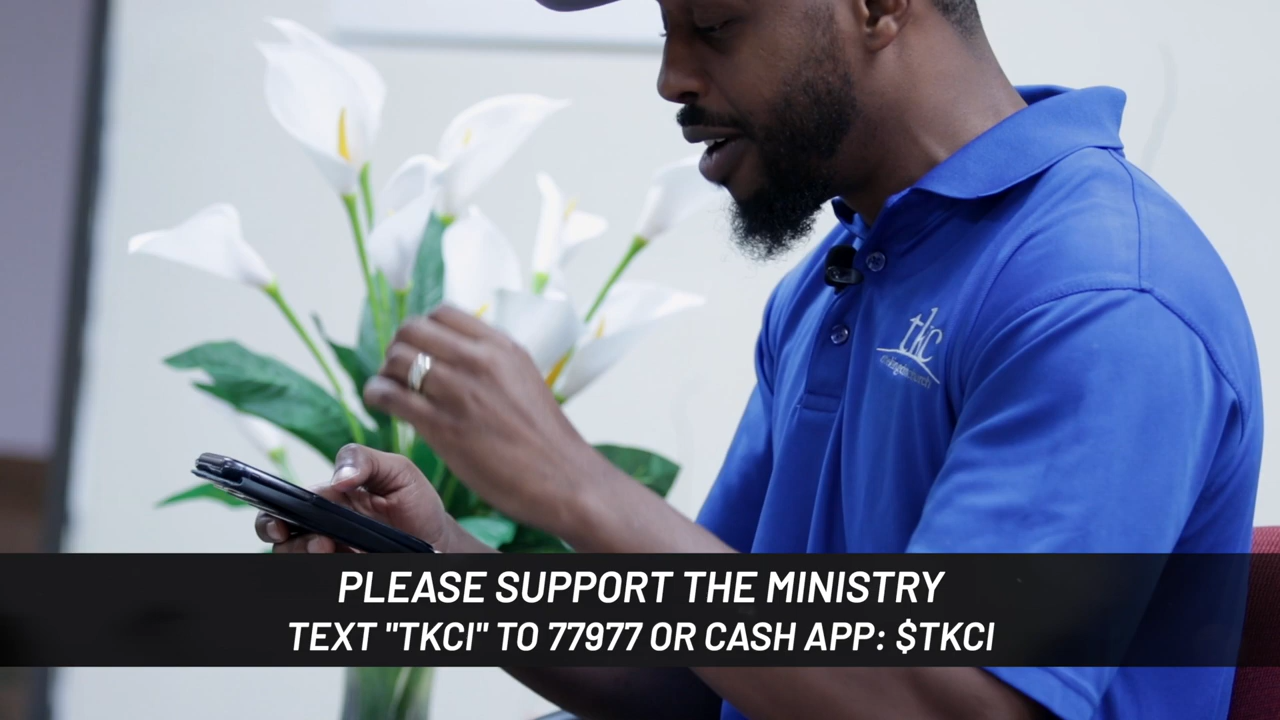 tkc
PLEASE SUPPORT THE MINISTRY
TEXT "TKCI" TO 77977 OR CASH APP: $TKCI